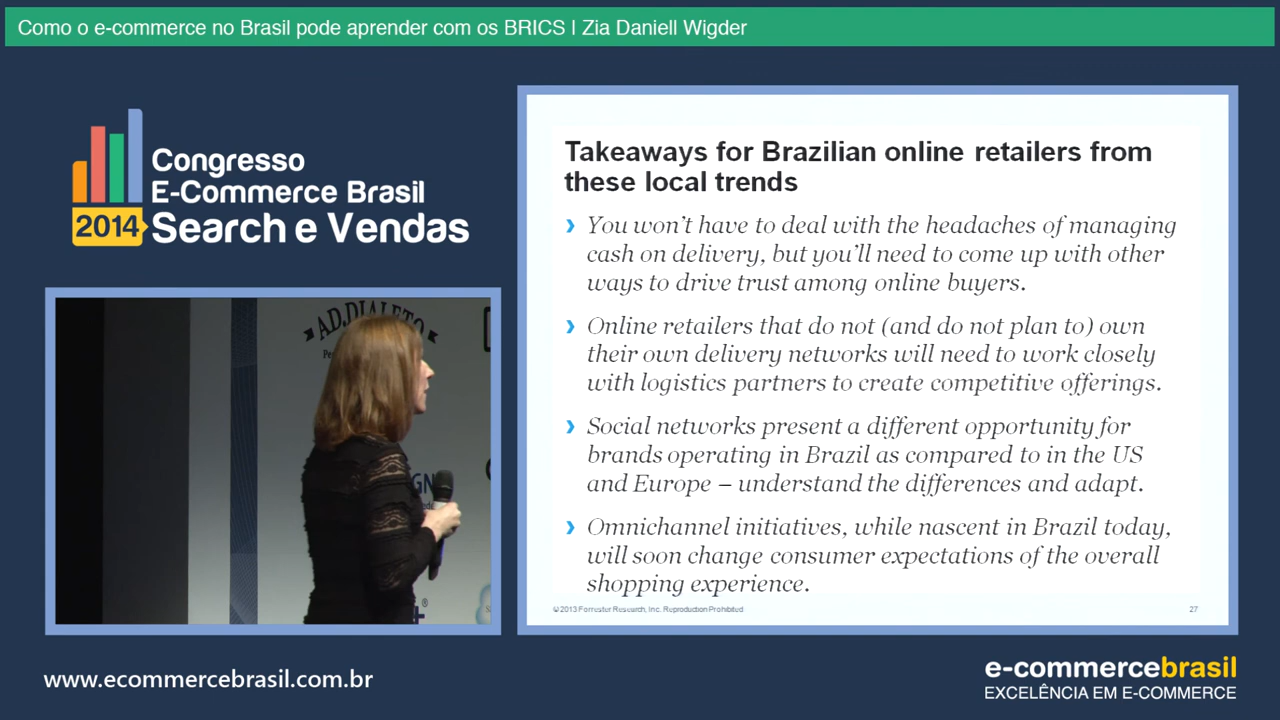 Como o e-commerce no Brasil pode aprender com os BRICS | Zia Daniell Wigder
Congresso
E-Commerce Brasil
2014 Search e Vendas
AD.DIALETO
GN
Takeaways for Brazilian online retailers from
these local trends
› You won’t have to deal with the headaches of managing
cash on delivery, but you’ll need to come up with other
ways to drive trust among online buyers.
› Online retailers that do not (and do not plan to) own
their own delivery networks will need to work closely
with logistics partners to create competitive offerings.
› Social networks present a different opportunity for
brands operating in Brazil as compared to in the US
and Europe – understand the differences and adapt.
› Omnichannel initiatives, while nascent in Brazil today,
will soon change consumer expectations of the overall
shopping experience.
© 2013 Forrester Research, Inc. Reproduction Prohibited
27
www.ecommercebrasil.com.br
e-commercebrasil
EXCELÊNCIA EM E-COMMERCE